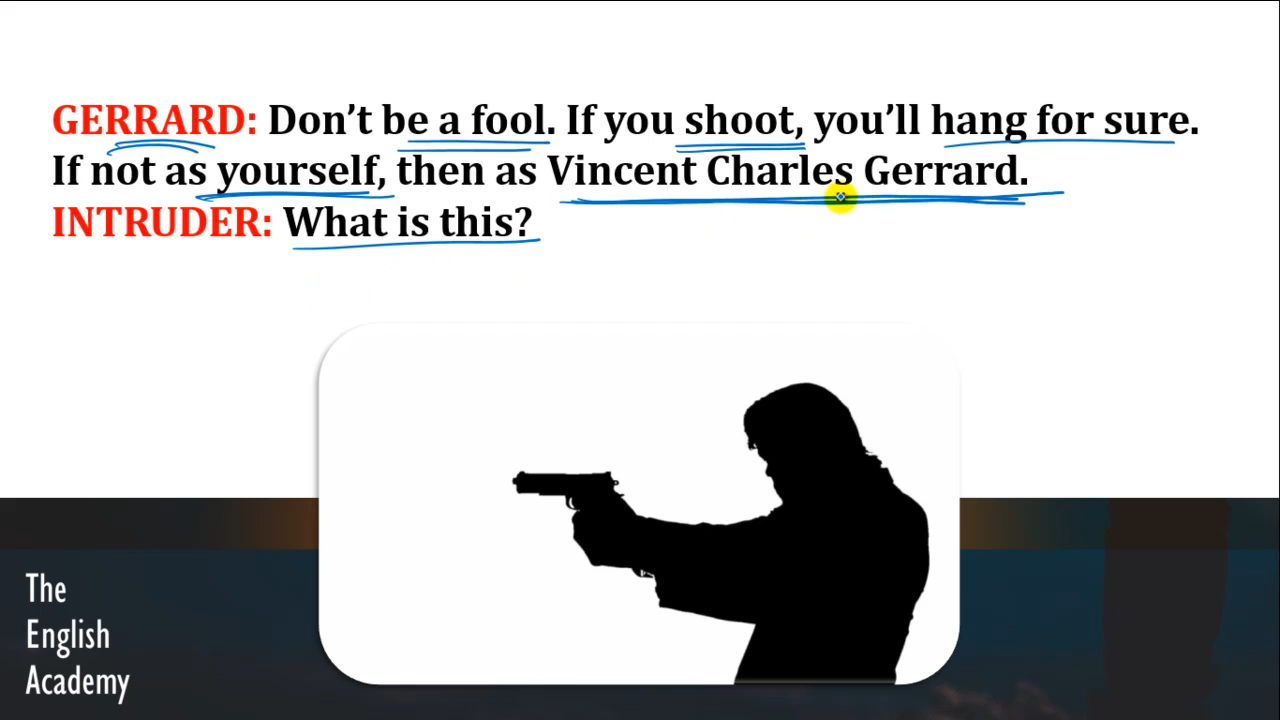 GERRARD: Don’t be a fool. If you shoot, you’ll hang for sure.
If not as yourself, then as Vincent Charles Gerrard.
INTRUDER: What is this?
The
English
Academy